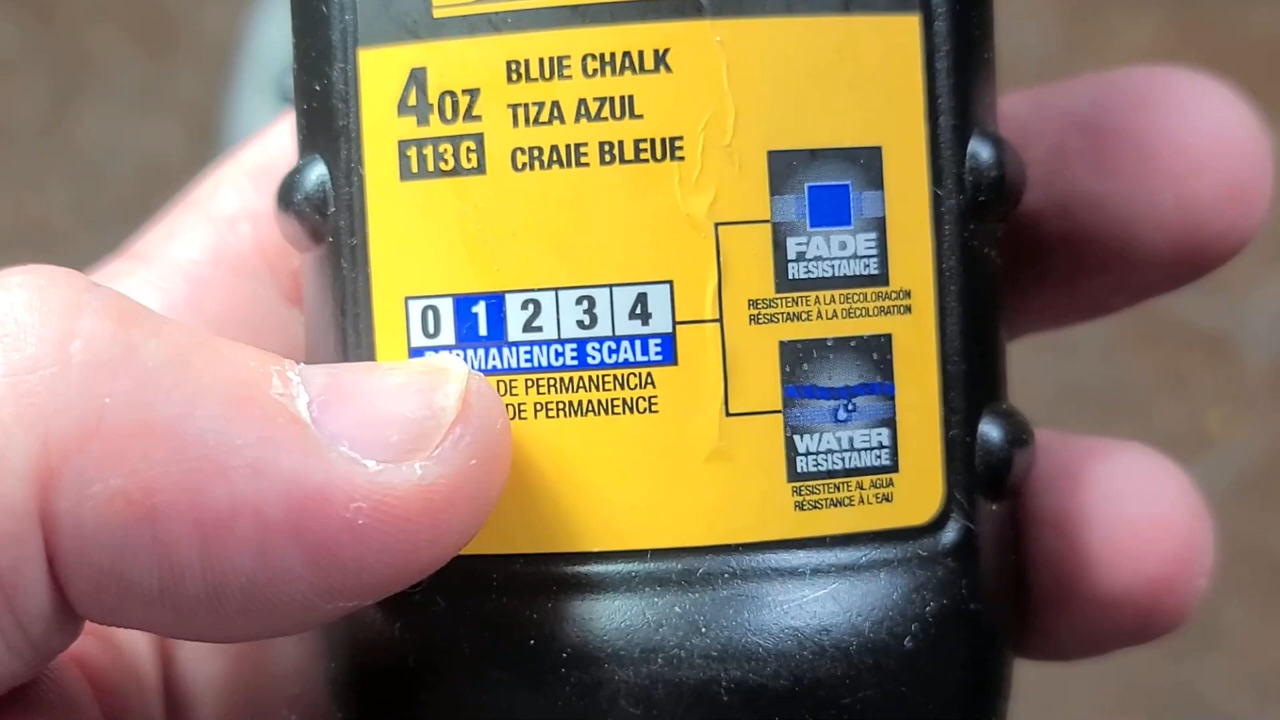 4OZ
113G
BLUE CHALK
TIZA AZUL
CRAIE BLEUE
0 1 2 3 4
PERMANENCE SCALE
DE PERMANENCIA
DE PERMANENCE
FADE
RESISTANCE
RESISTENTE A LA DECOLORACIÓN
RÉSISTANCE À LA DÉCOLORATION
WATER
RESISTANCE
RESISTENTE AL AGUA
RÉSISTANCE À L'EAU